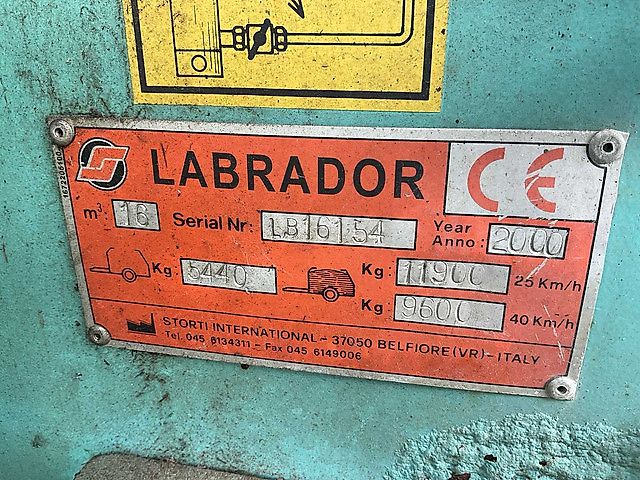 LABRADOR CE
m³: 16 Serial Nr: LB16154 Year Anno: 2000
Kg: 5440 Kg: 11900 25 Km/h
Kg: 9600 40 Km/h
STORTI INTERNATIONAL - 37050 BELFIORE (VR) - ITALY
Tel. 045 6134311 - Fax 045 6149006